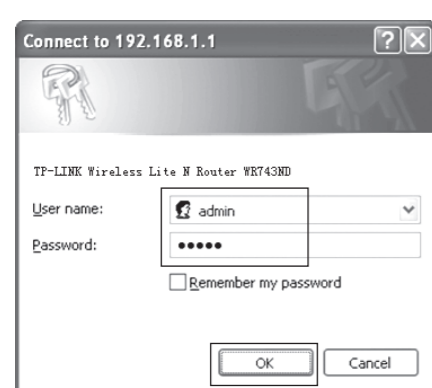 Connect to 192.168.1.1
TP-LINK Wireless Lite N Router WR743ND
User name:
admin
Password:
•••••
Remember my password
OK
Cancel